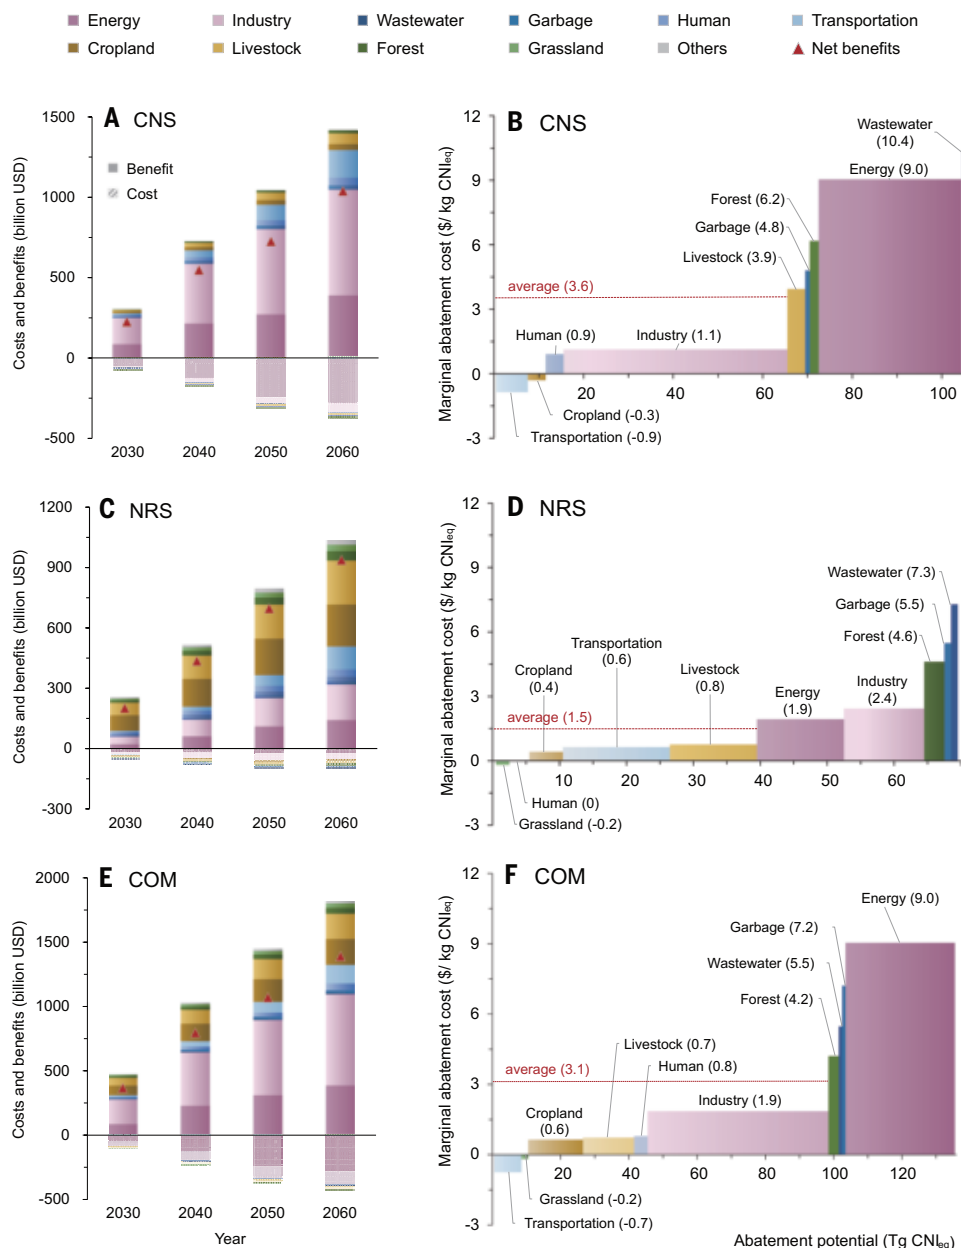 Energy Industry Wastewater Garbage Human Transportation
Cropland Livestock Forest Grassland Others Net benefits
A CNS
Costs and benefits (billion USD)
1500
1000
500
0
-500
Benefit
Cost
2030 2040 2050 2060
B CNS
Marginal abatement cost ($/ kg CNIeq)
12
9
6
3
0
-3
Wastewater
(10.4)
Energy (9.0)
Forest (6.2)
Garbage (4.8)
Livestock (3.9)
average (3.6)
Human (0.9)
Industry (1.1)
20 40 60 80 100
Cropland (-0.3)
Transportation (-0.9)
C NRS
Costs and benefits (billion USD)
1200
900
600
300
0
-300
2030 2040 2050 2060
D NRS
Marginal abatement cost ($/ kg CNIeq)
12
9
6
3
0
-3
Wastewater (7.3)
Garbage (5.5)
Forest (4.6)
Transportation
(0.6)
Cropland
(0.4)
Livestock
(0.8)
Energy
(1.9)
Industry
(2.4)
average (1.5)
10 20 30 40 50 60
Human (0)
Grassland (-0.2)
E COM
Costs and benefits (billion USD)
2000
1500
1000
500
0
-500
2030 2040 2050 2060
Year
F COM
Marginal abatement cost ($/ kg CNIeq)
12
9
6
3
0
-3
Energy (9.0)
Garbage (7.2)
Wastewater (5.5)
Forest (4.2)
Livestock (0.7)
average (3.1)
Human (0.8)
Cropland
(0.6)
Industry (1.9)
20 40 60 80 100 120
Grassland (-0.2)
Transportation (-0.7)
Abatement potential (Tg CNIeq)